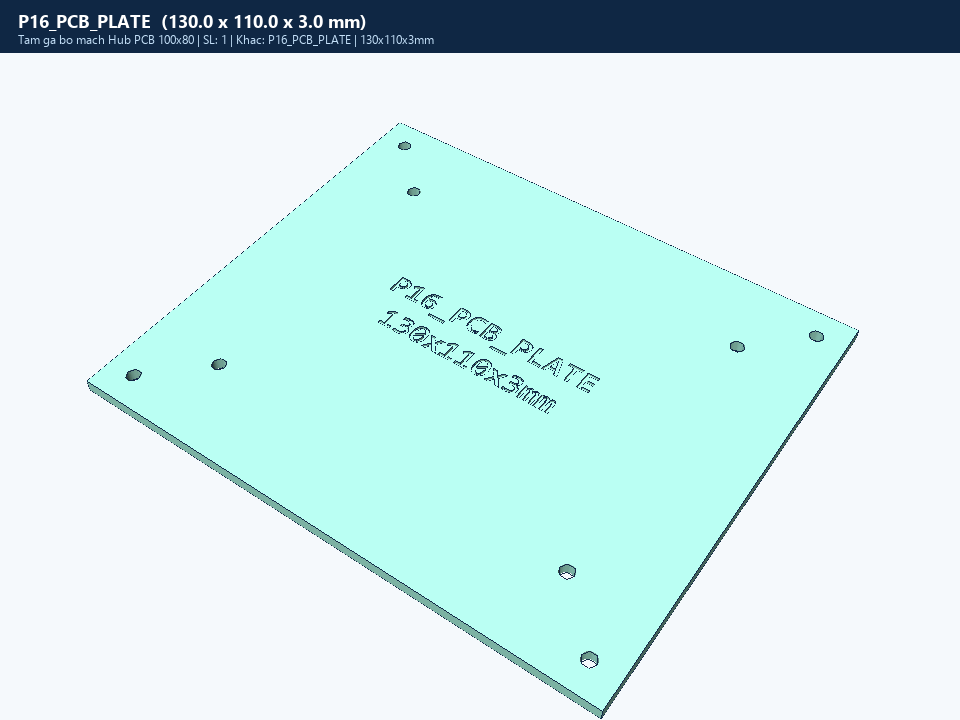 P16_PCB_PLATE (130.0 x 110.0 x 3.0 mm)
Tam ga bo mach Hub PCB 100x80 | SL: 1 | Khac: P16_PCB_PLATE | 130x110x3mm
P16_PCB_PLATE
130x110x3mm